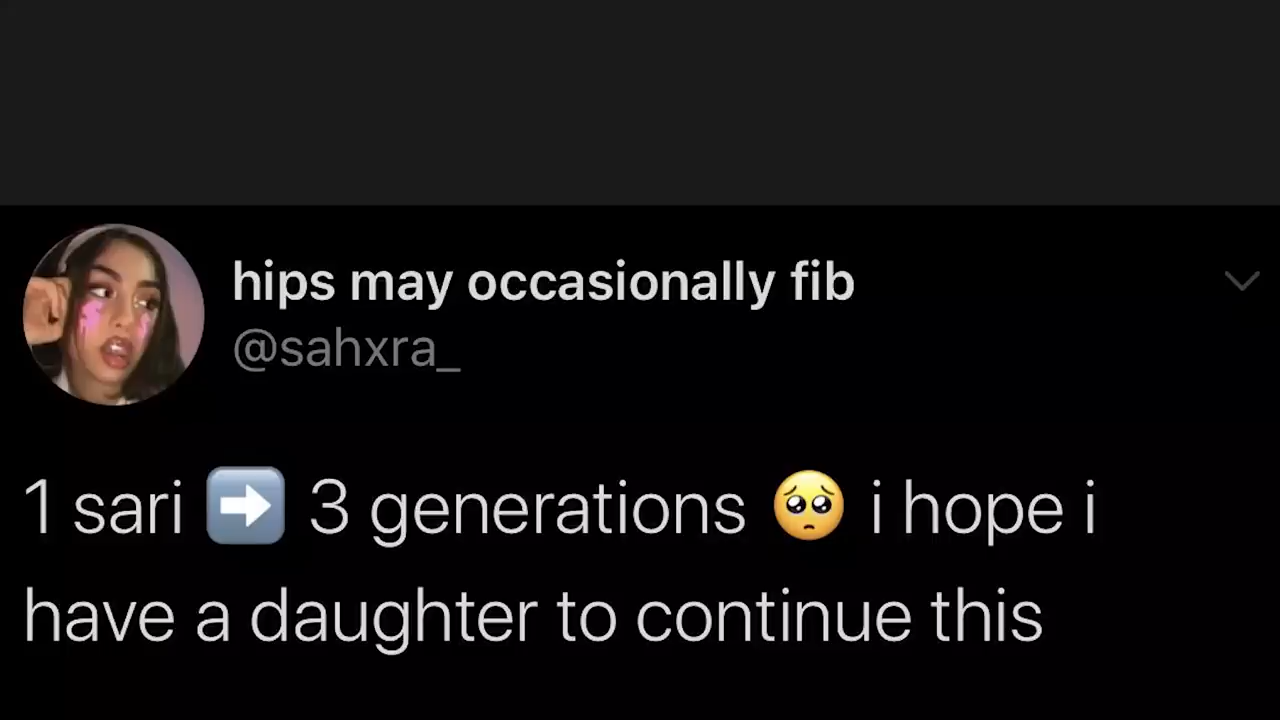 hips may occasionally fib
@sahxra_
1 sari ➡️ 3 generations 🥺 i hope i
have a daughter to continue this